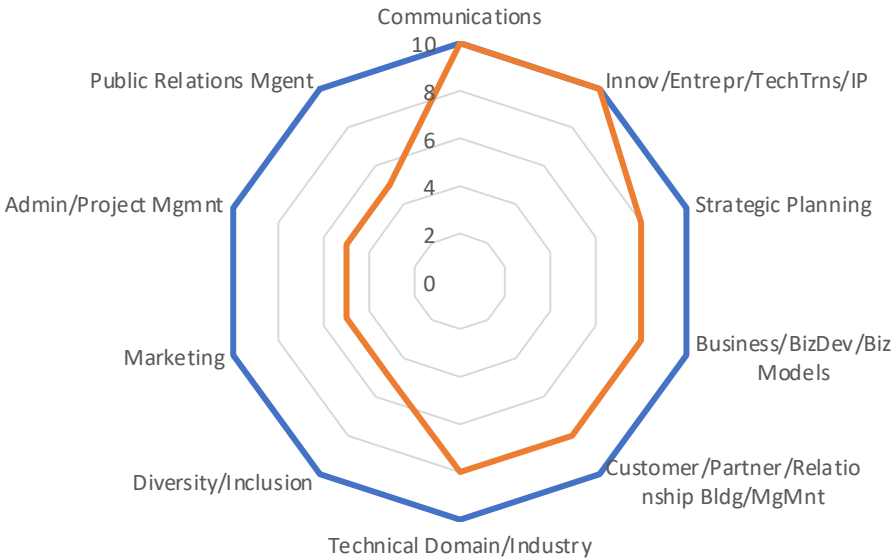 Communications
10
8
6
4
2
0
Innov/Entrepr/TechTrns/IP
Strategic Planning
Business/BizDev/Biz
Models
Customer/Partner/Relatio
nship Bldg/MgMnt
Technical Domain/Industry
Diversity/Inclusion
Marketing
Admin/Project Mgmnt
Public Relations Mgent